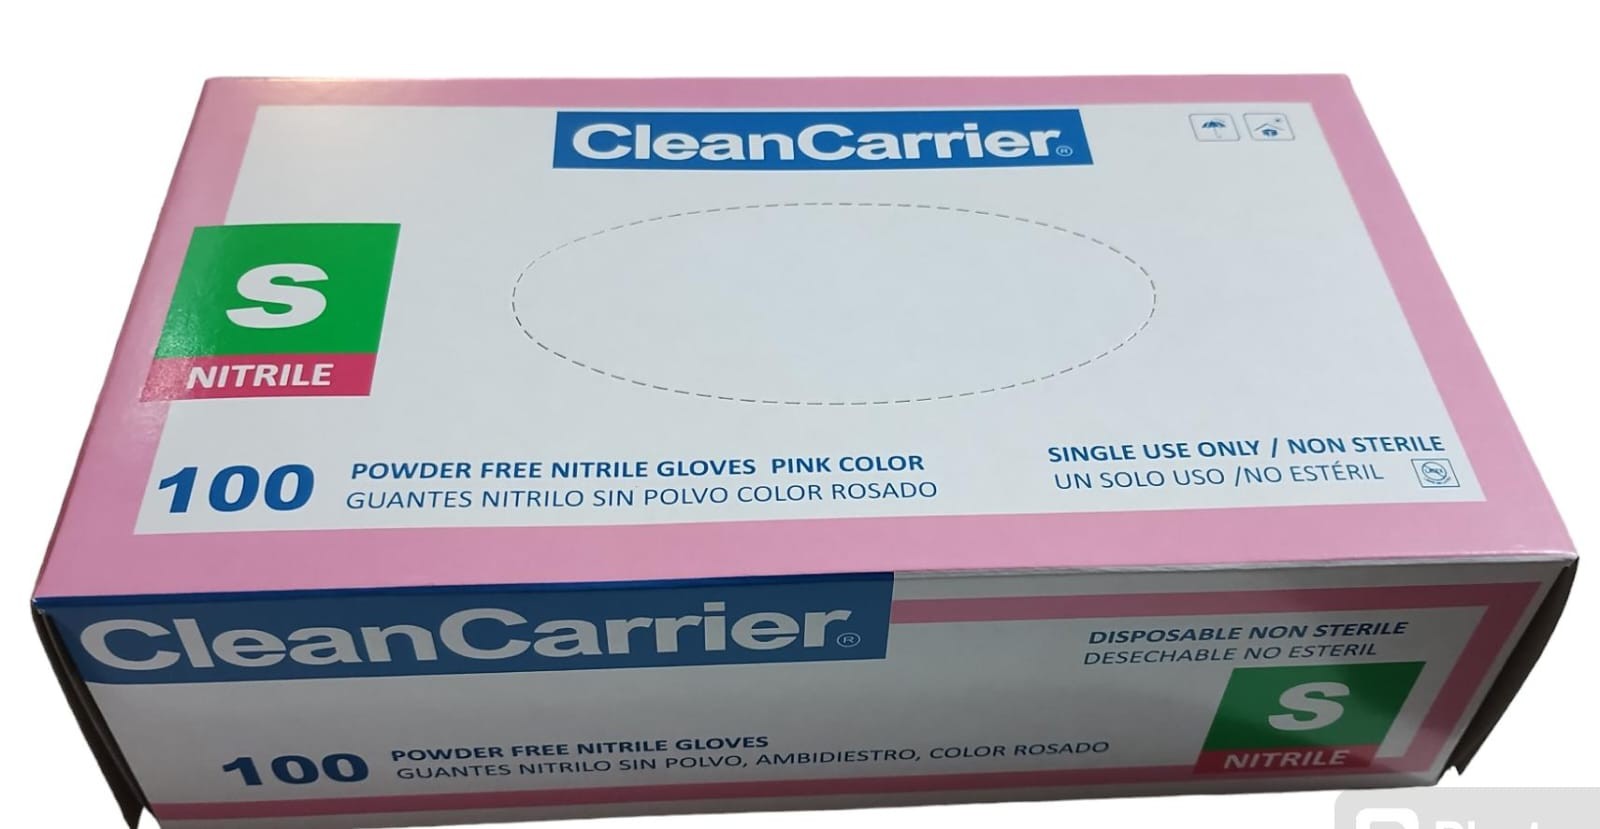 CleanCarrier®
S
NITRILE
100
POWDER FREE NITRILE GLOVES PINK COLOR
GUANTES NITRILO SIN POLVO COLOR ROSADO
SINGLE USE ONLY / NON STERILE
UN SOLO USO /NO ESTÉRIL
CleanCarrier®
DISPOSABLE NON STERILE
DESECHABLE NO ESTERIL
S
NITRILE
100
POWDER FREE NITRILE GLOVES
GUANTES NITRILO SIN POLVO, AMBIDIESTRO, COLOR ROSADO